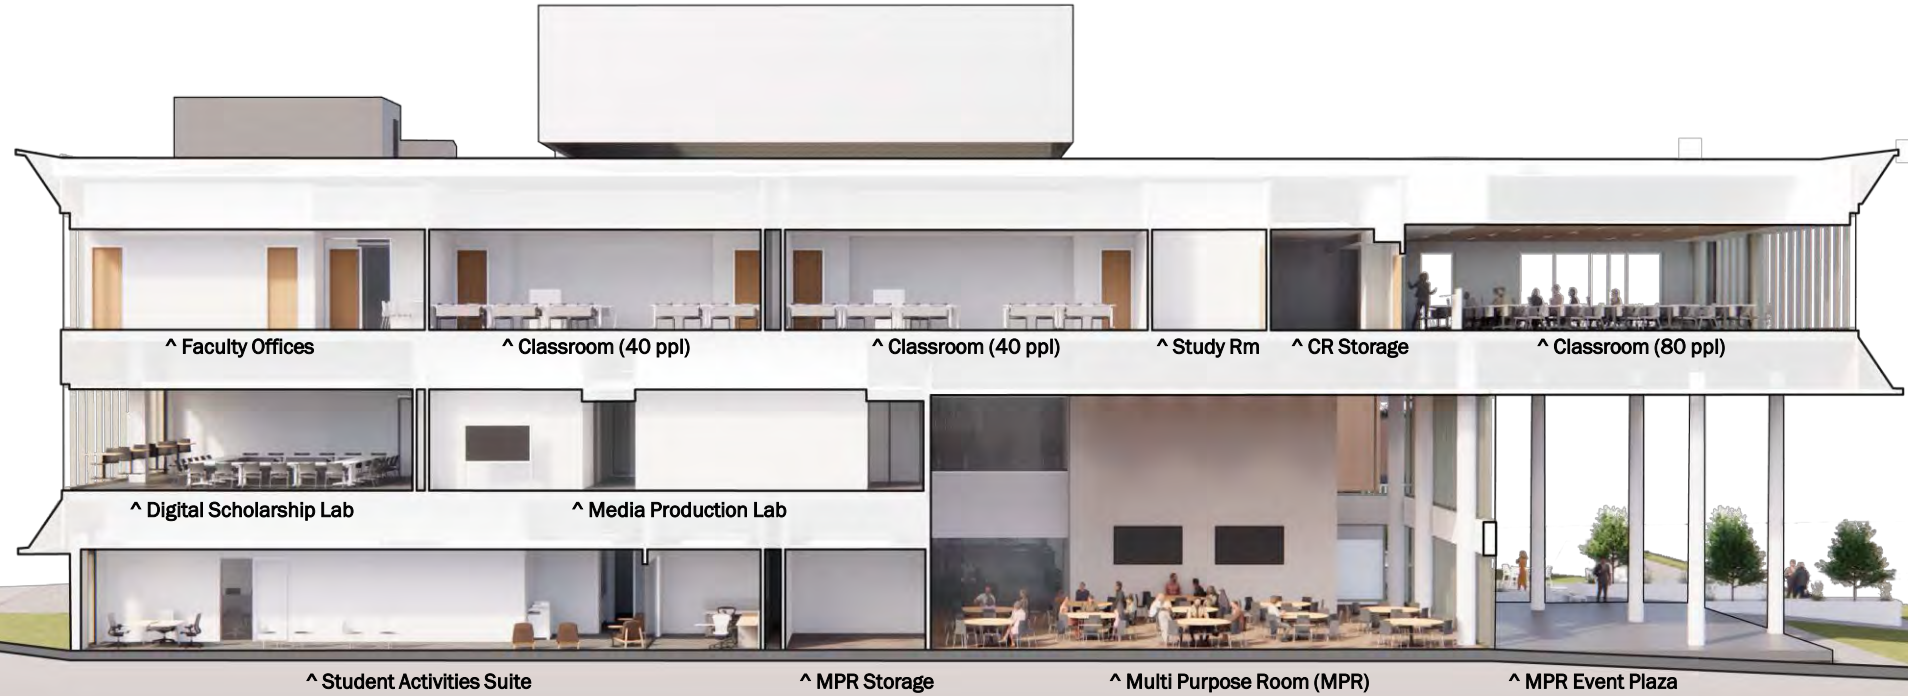 ^ Faculty Offices
^ Classroom (40 ppl)
^ Classroom (40 ppl)
^ Study Rm
^ CR Storage
^ Classroom (80 ppl)
^ Digital Scholarship Lab
^ Media Production Lab
^ Student Activities Suite
^ MPR Storage
^ Multi Purpose Room (MPR)
^ MPR Event Plaza